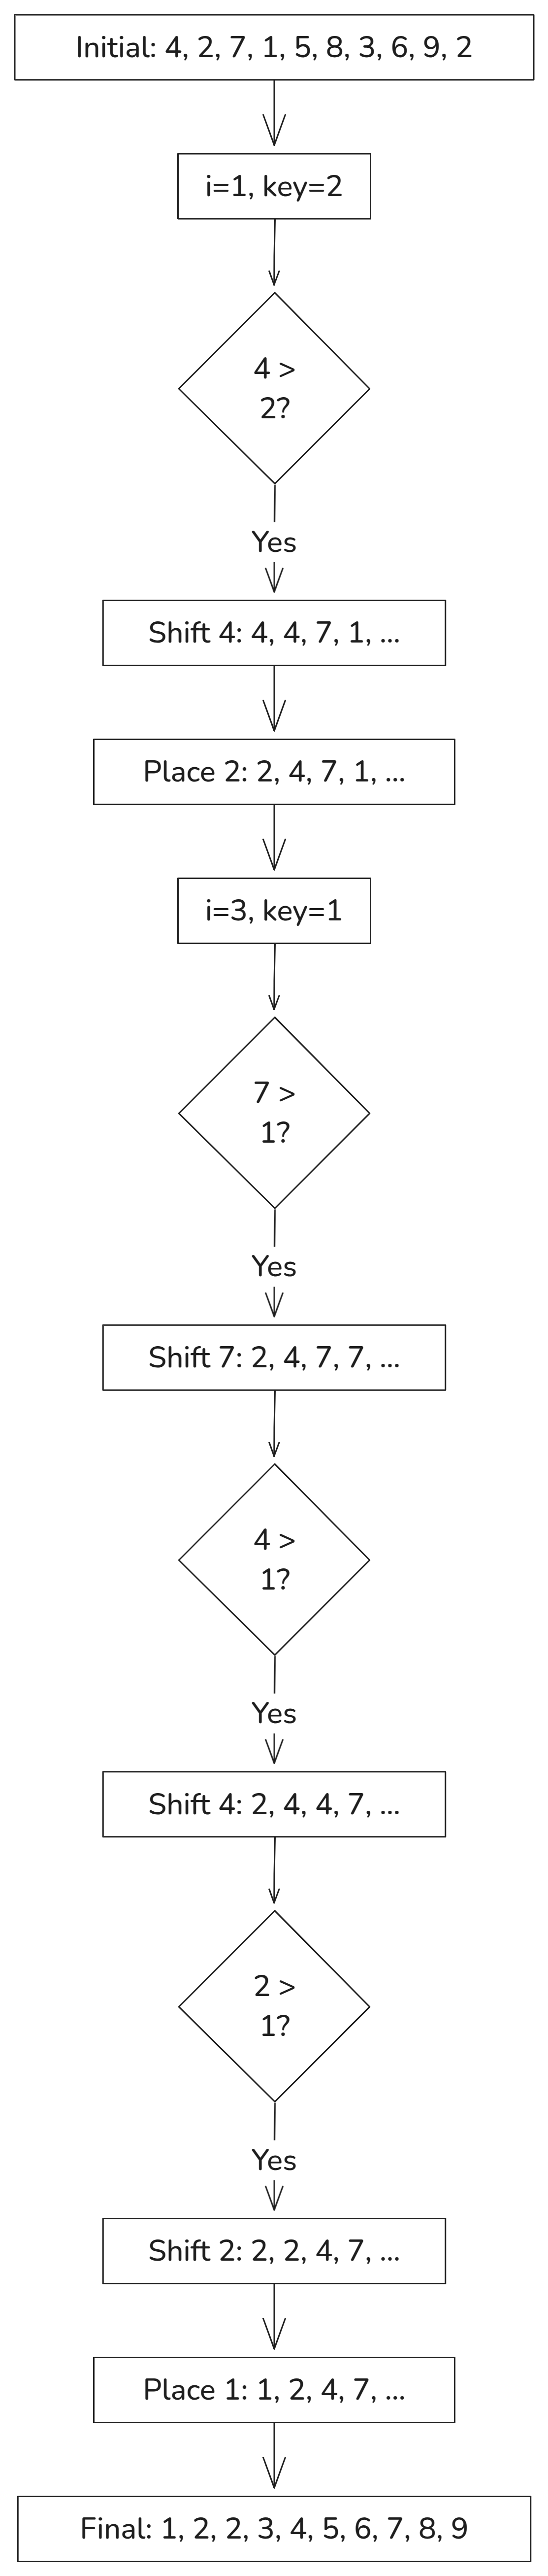 Initial: 4, 2, 7, 1, 5, 8, 3, 6, 9, 2
i=1, key=2
4 >
2?
Yes
Shift 4: 4, 4, 7, 1, ...
Place 2: 2, 4, 7, 1, ...
i=3, key=1
7 >
1?
Yes
Shift 7: 2, 4, 7, 7, ...
4 >
1?
Yes
Shift 4: 2, 4, 4, 7, ...
2 >
1?
Yes
Shift 2: 2, 2, 4, 7, ...
Place 1: 1, 2, 4, 7, ...
Final: 1, 2, 2, 3, 4, 5, 6, 7, 8, 9